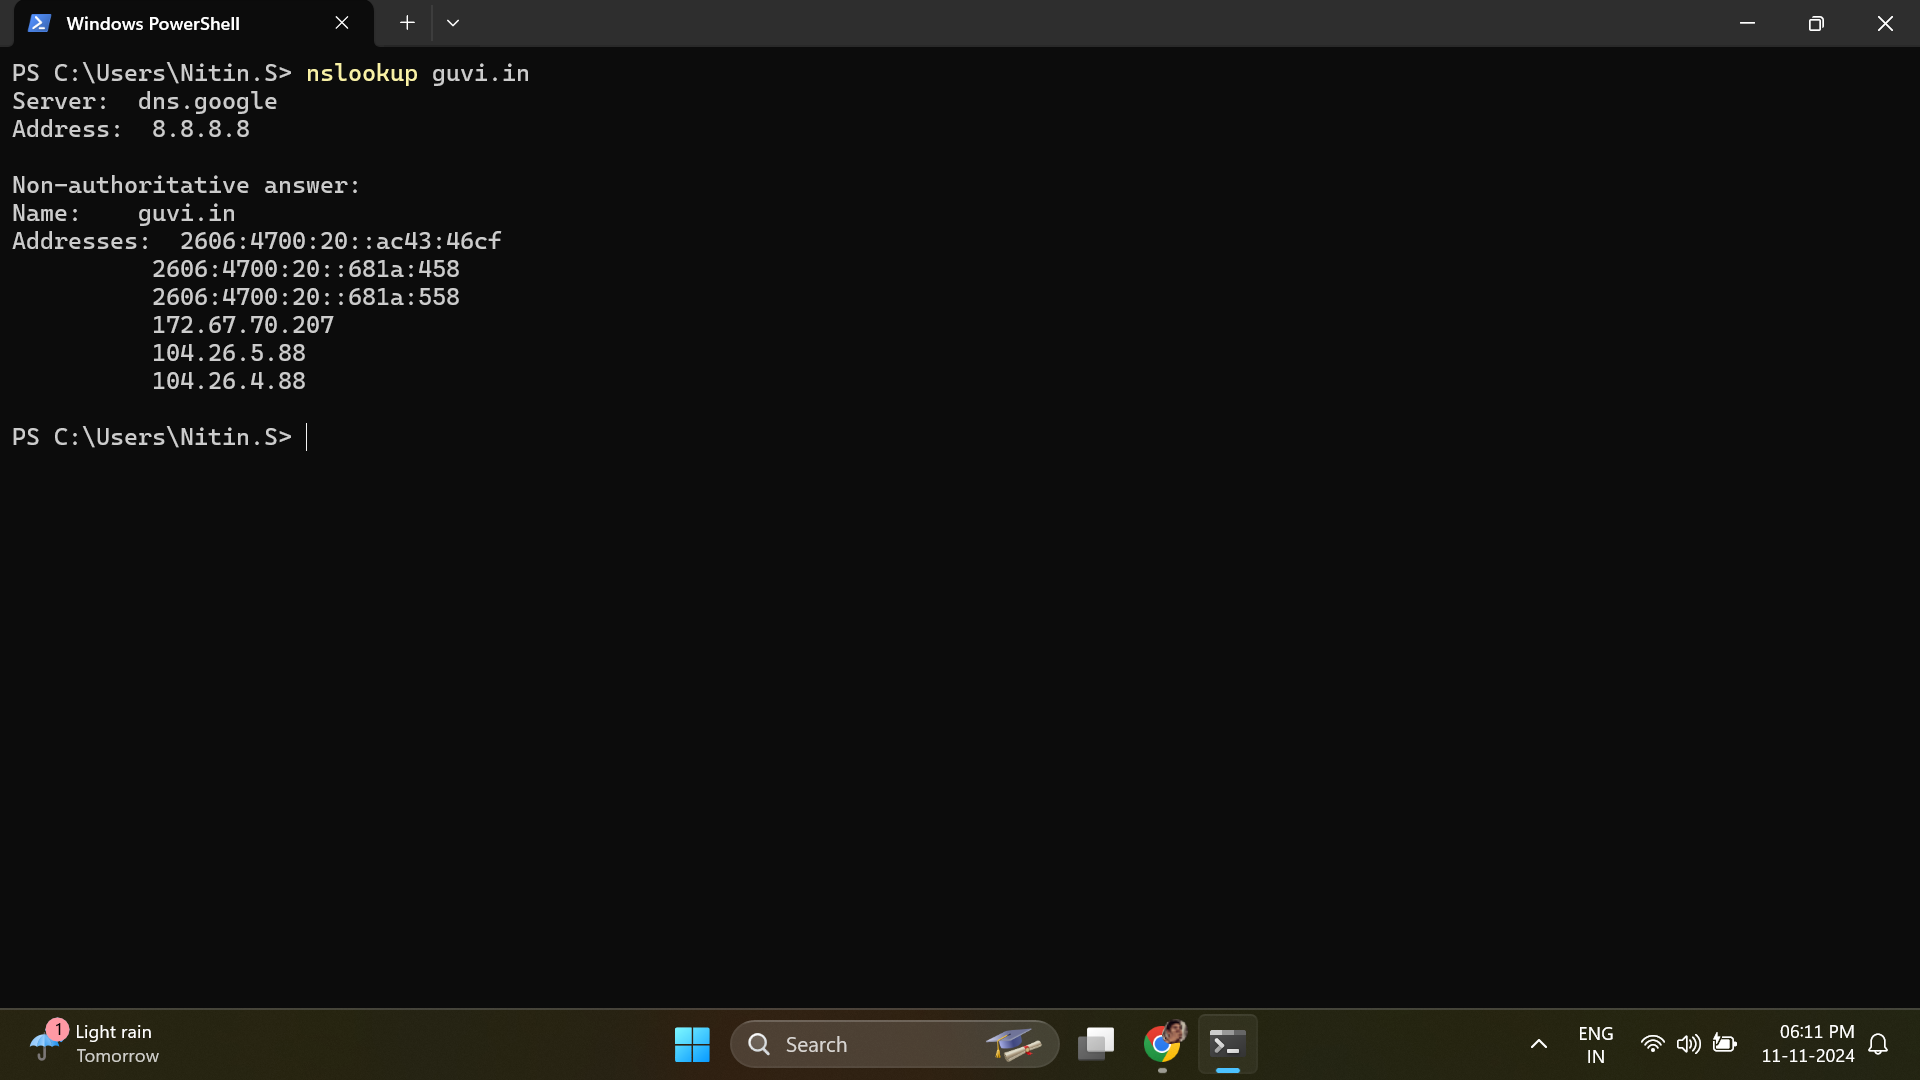 Windows PowerShell
PS C:\Users\Nitin.S> nslookup guvi.in
Server:  dns.google
Address:  8.8.8.8
Non-authoritative answer:
Name:    guvi.in
Addresses:  2606:4700:20::ac43:46cf
2606:4700:20::681a:458
2606:4700:20::681a:558
172.67.70.207
104.26.5.88
104.26.4.88
PS C:\Users\Nitin.S>
1
Light rain
Tomorrow
Search
ENG
IN
06:11 PM
11-11-2024